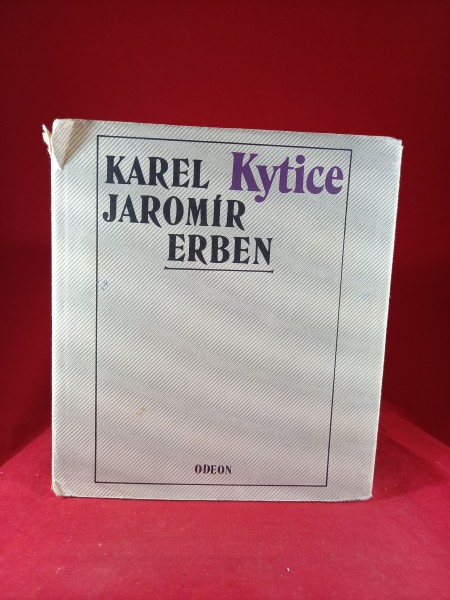 KAREL Kytice
JAROMÍR
ERBEN
ODEON